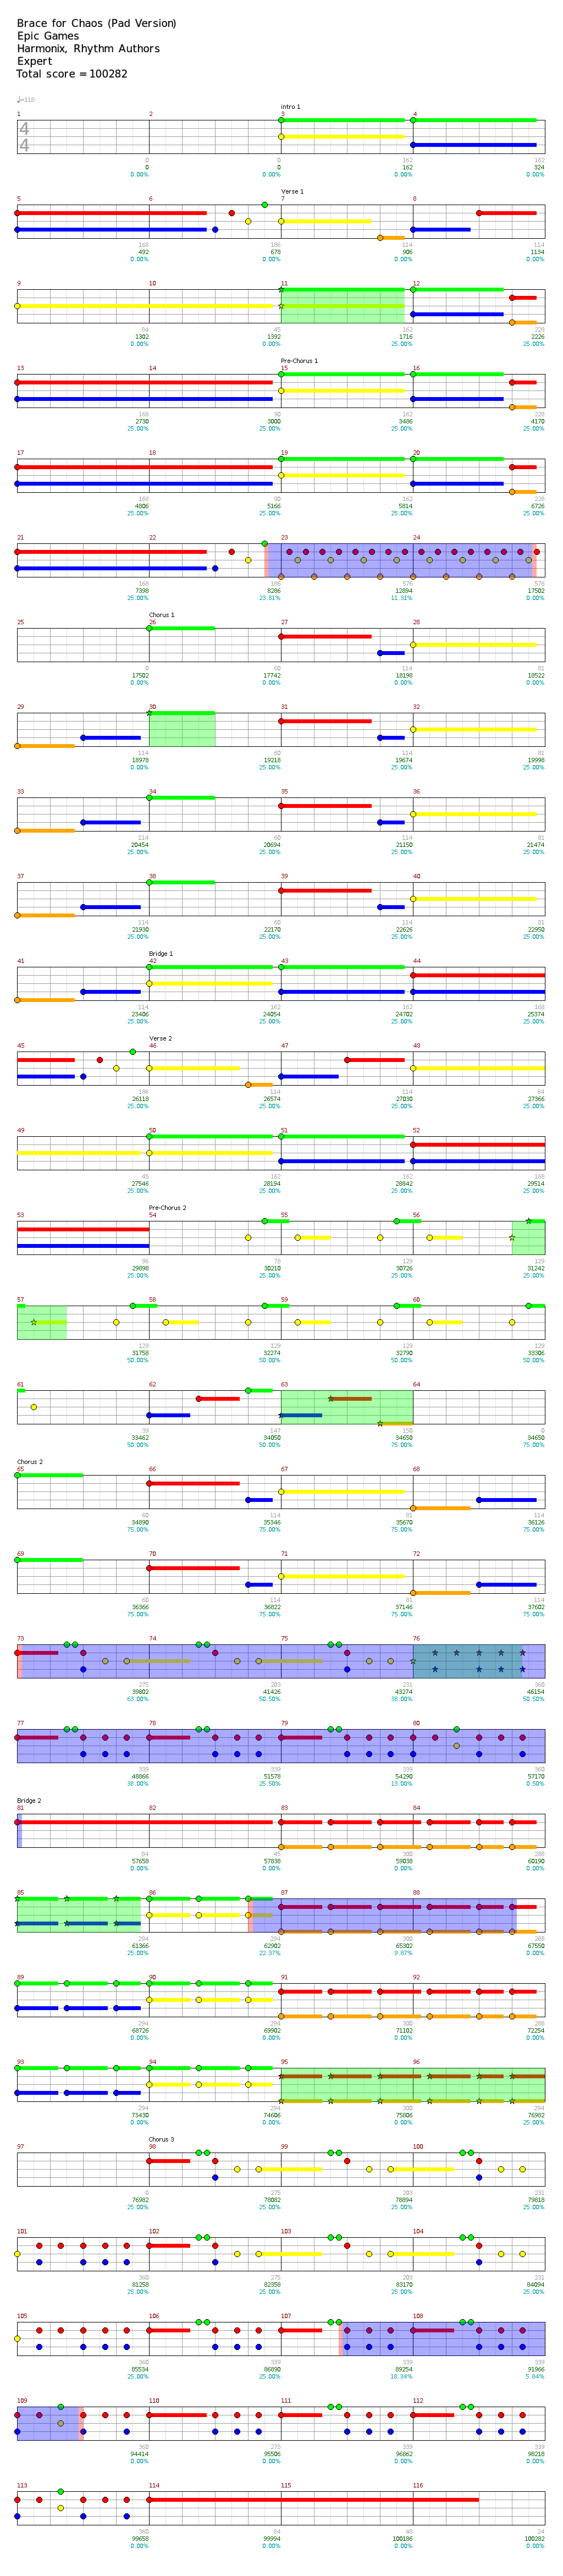 Brace for Chaos (Pad Version)
Epic Games
Harmonix, Rhythm Authors
Expert
Total score = 100282
♩=118
intro 1
1 2 3 4
4
4
0 0 162 162
0 0 162 324
0.00% 0.00% 0.00% 0.00%
Verse 1
5 6 7 8
168 186 114 114
492 678 906 1134
0.00% 0.00% 0.00% 0.00%
9 10 11 12
84 45 162 228
1302 1392 1716 2226
0.00% 0.00% 25.00% 25.00%
Pre-Chorus 1
13 14 15 16
168 90 162 228
2730 3000 3486 4170
25.00% 25.00% 25.00% 25.00%
17 18 19 20
168 90 162 228
4806 5166 5814 6726
25.00% 25.00% 25.00% 25.00%
21 22 23 24
168 186 576 576
7398 8286 12894 17502
25.00% 23.81% 11.31% 0.00%
Chorus 1
25 26 27 28
0 60 114 81
17502 17742 18198 18522
0.00% 0.00% 0.00% 0.00%
29 30 31 32
114 60 114 81
18978 19218 19674 19998
0.00% 25.00% 25.00% 25.00%
33 34 35 36
114 60 114 81
20454 20694 21150 21474
25.00% 25.00% 25.00% 25.00%
37 38 39 40
114 60 114 81
21930 22170 22626 22950
25.00% 25.00% 25.00% 25.00%
Bridge 1
41 42 43 44
114 162 162 168
23406 24054 24702 25374
25.00% 25.00% 25.00% 25.00%
Verse 2
45 46 47 48
186 114 114 84
26118 26574 27030 27366
25.00% 25.00% 25.00% 25.00%
49 50 51 52
45 162 162 168
27546 28194 28842 29514
25.00% 25.00% 25.00% 25.00%
Pre-Chorus 2
53 54 55 56
96 78 129 129
29898 30210 30726 31242
25.00% 25.00% 25.00% 25.00%
57 58 59 60
129 129 129 129
31758 32274 32790 33306
50.00% 50.00% 50.00% 50.00%
61 62 63 64
39 147 150 0
33462 34050 34650 34650
50.00% 50.00% 75.00% 75.00%
Chorus 2
65 66 67 68
60 114 81 114
34890 35346 35670 36126
75.00% 75.00% 75.00% 75.00%
69 70 71 72
60 114 81 114
36366 36822 37146 37602
75.00% 75.00% 75.00% 75.00%
73 74 75 76
275 203 231 360
39802 41426 43274 46154
63.00% 50.50% 38.00% 50.50%
77 78 79 80
339 339 339 360
48866 51578 54290 57170
38.00% 25.50% 13.00% 0.50%
Bridge 2
81 82 83 84
84 45 300 288
57658 57838 59038 60190
0.00% 0.00% 0.00% 0.00%
85 86 87 88
294 294 300 288
61366 62902 65302 67550
25.00% 22.37% 9.87% 0.00%
89 90 91 92
294 294 300 288
68726 69902 71102 72254
0.00% 0.00% 0.00% 0.00%
93 94 95 96
294 294 300 294
73430 74606 75806 76982
0.00% 0.00% 0.00% 25.00%
Chorus 3
97 98 99 100
0 275 203 231
76982 78082 78894 79818
25.00% 25.00% 25.00% 25.00%
101 102 103 104
360 275 203 231
81258 82358 83170 84094
25.00% 25.00% 25.00% 25.00%
105 106 107 108
360 339 339 339
85534 86890 89254 91966
25.00% 25.00% 18.34% 5.84%
109 110 111 112
360 273 339 339
94414 95506 96862 98218
0.00% 0.00% 0.00% 0.00%
113 114 115 116
360 84 48 24
99658 99994 100186 100282
0.00% 0.00% 0.00% 0.00%